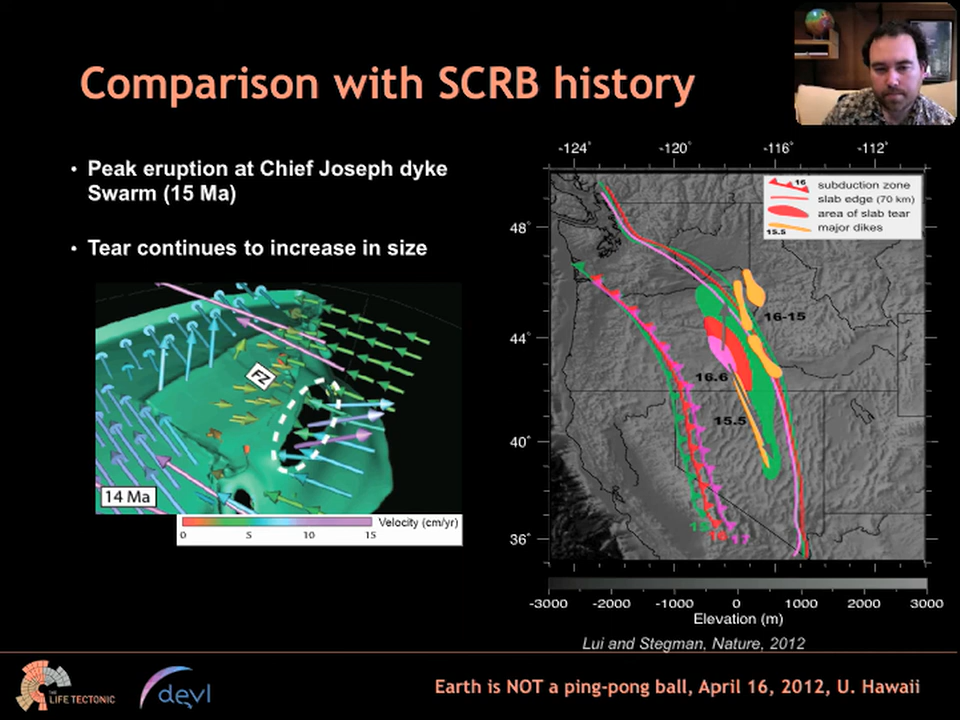 Comparison with SCRB history
• Peak eruption at Chief Joseph dyke
Swarm (15 Ma)
• Tear continues to increase in size
FZ
14 Ma
Velocity (cm/yr)
0 5 10 15
-124° -120° -116° -112°
48°
44°
40°
36°
16 subduction zone
slab edge (70 km)
area of slab tear
15.5 major dikes
16-15
16.6
15.5
15 16 17
-3000 -2000 -1000 0 1000 2000 3000
Elevation (m)
Lui and Stegman, Nature, 2012
THE
LIFE TECTONIC
devl
Earth is NOT a ping-pong ball, April 16, 2012, U. Hawaii